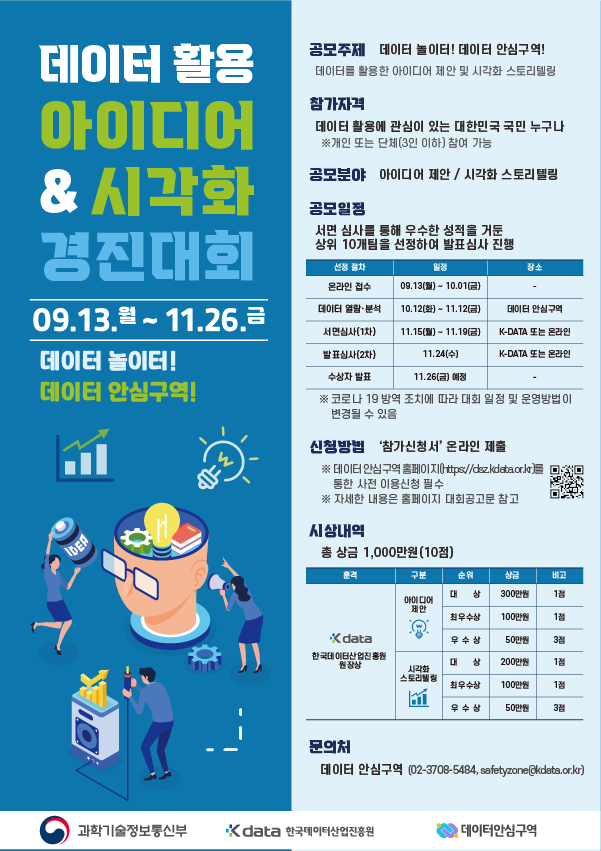 데이터 활용
아이디어
& 시각화
경진대회
09.13.월 ~ 11.26.금
데이터 놀이터!
데이터 안심구역!
IDEA
공모주제 데이터 놀이터! 데이터 안심구역!
데이터를 활용한 아이디어 제안 및 시각화 스토리텔링
참가자격
데이터 활용에 관심이 있는 대한민국 국민 누구나
※개인 또는 단체(3인 이하) 참여 가능
공모분야 아이디어 제안 / 시각화 스토리텔링
공모일정
서면 심사를 통해 우수한 성적을 거둔
상위 10개팀을 선정하여 발표심사 진행
선정 절차 일정 장소
온라인 접수 09.13(월) ~ 10.01(금) -
데이터 열람·분석 10.12(화) ~ 11.12(금) 데이터 안심구역
서면심사(1차) 11.15(월) ~ 11.19(금) K-DATA 또는 온라인
발표심사(2차) 11.24(수) K-DATA 또는 온라인
수상자 발표 11.26(금) 예정 -
※ 코로나 19 방역 조치에 따라 대회 일정 및 운영방법이
변경될 수 있음
신청방법 '참가신청서' 온라인 제출
※ 데이터 안심구역 홈페이지(https://dsz.kdata.or.kr)를
통한 사전 이용신청 필수
※ 자세한 내용은 홈페이지 대회공고문 참고
시상내역
총 상금 1,000만원(10점)
훈격 구분 순위 상금 비고
Kdata
한국데이터산업진흥원
원장상
아이디어
제안
대 상 300만원 1점
최우수상 100만원 1점
우 수 상 50만원 3점
시각화
스토리텔링
대 상 200만원 1점
최우수상 100만원 1점
우 수 상 50만원 3점
문의처
데이터 안심구역 (02-3708-5484, safetyzone@kdata.or.kr)
과학기술정보통신부 Kdata 한국데이터산업진흥원 데이터안심구역